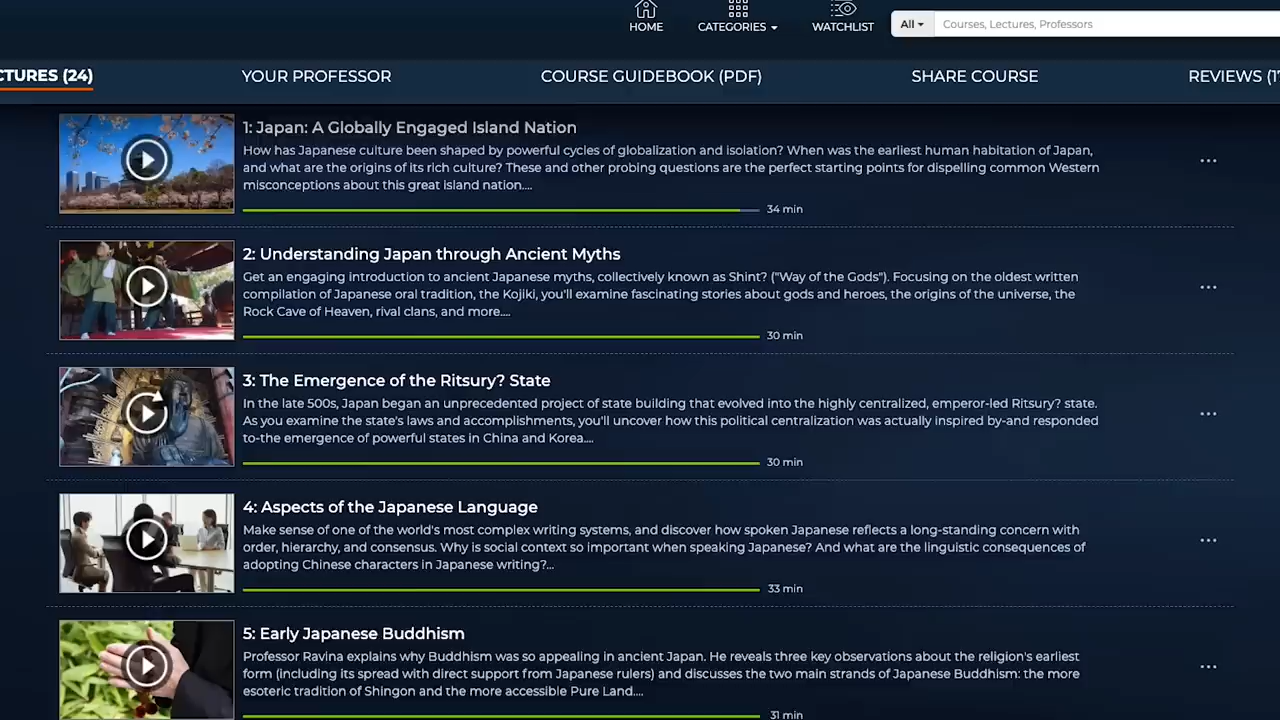 HOME
CATEGORIES
WATCHLIST
All
Courses, Lectures, Professors
CTURES (24)
YOUR PROFESSOR
COURSE GUIDEBOOK (PDF)
SHARE COURSE
REVIEWS (17
1: Japan: A Globally Engaged Island Nation
How has Japanese culture been shaped by powerful cycles of globalization and isolation? When was the earliest human habitation of Japan,
and what are the origins of its rich culture? These and other probing questions are the perfect starting points for dispelling common Western
misconceptions about this great island nation....
34 min
2: Understanding Japan through Ancient Myths
Get an engaging introduction to ancient Japanese myths, collectively known as Shint? ("Way of the Gods"). Focusing on the oldest written
compilation of Japanese oral tradition, the Kojiki, you'll examine fascinating stories about gods and heroes, the origins of the universe, the
Rock Cave of Heaven, rival clans, and more....
30 min
3: The Emergence of the Ritsury? State
In the late 500s, Japan began an unprecedented project of state building that evolved into the highly centralized, emperor-led Ritsury? state.
As you examine the state's laws and accomplishments, you'll uncover how this political centralization was actually inspired by-and responded
to-the emergence of powerful states in China and Korea....
30 min
4: Aspects of the Japanese Language
Make sense of one of the world's most complex writing systems, and discover how spoken Japanese reflects a long-standing concern with
order, hierarchy, and consensus. Why is social context so important when speaking Japanese? And what are the linguistic consequences of
adopting Chinese characters in Japanese writing?...
33 min
5: Early Japanese Buddhism
Professor Ravina explains why Buddhism was so appealing in ancient Japan. He reveals three key observations about the religion's earliest
form (including its spread with direct support from Japanese rulers) and discusses the two main strands of Japanese Buddhism: the more
esoteric tradition of Shingon and the more accessible Pure Land....
31 min